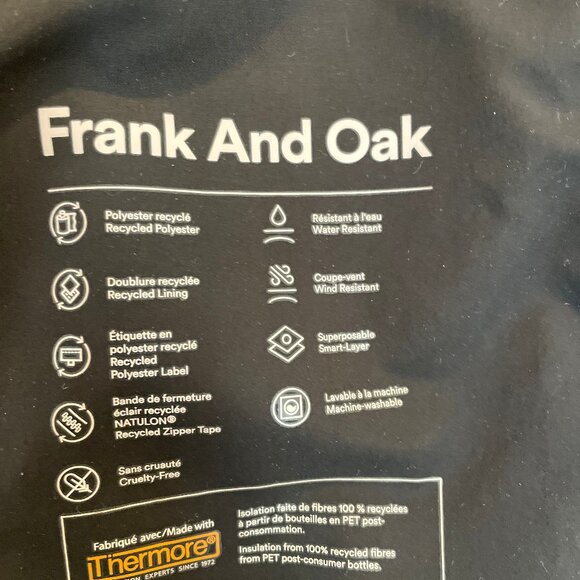 Frank And Oak
Polyester recyclé
Recycled Polyester
Doublure recyclée
Recycled Lining
Étiquette en
polyester recyclé
Recycled
Polyester Label
Bande de fermeture
éclair recyclée
NATULON®
Recycled Zipper Tape
Sans cruauté
Cruelty-Free
Résistant à l'eau
Water Resistant
Coupe-vent
Wind Resistant
Superposable
Smart-Layer
Lavable à la machine
Machine-washable
Fabriqué avec/Made with
Thermore®
EXPERTS SINCE 1972
Isolation faite de fibres 100 % recyclées
à partir de bouteilles en PET post-
consommation.
Insulation from 100% recycled fibres
from PET post-consumer bottles.